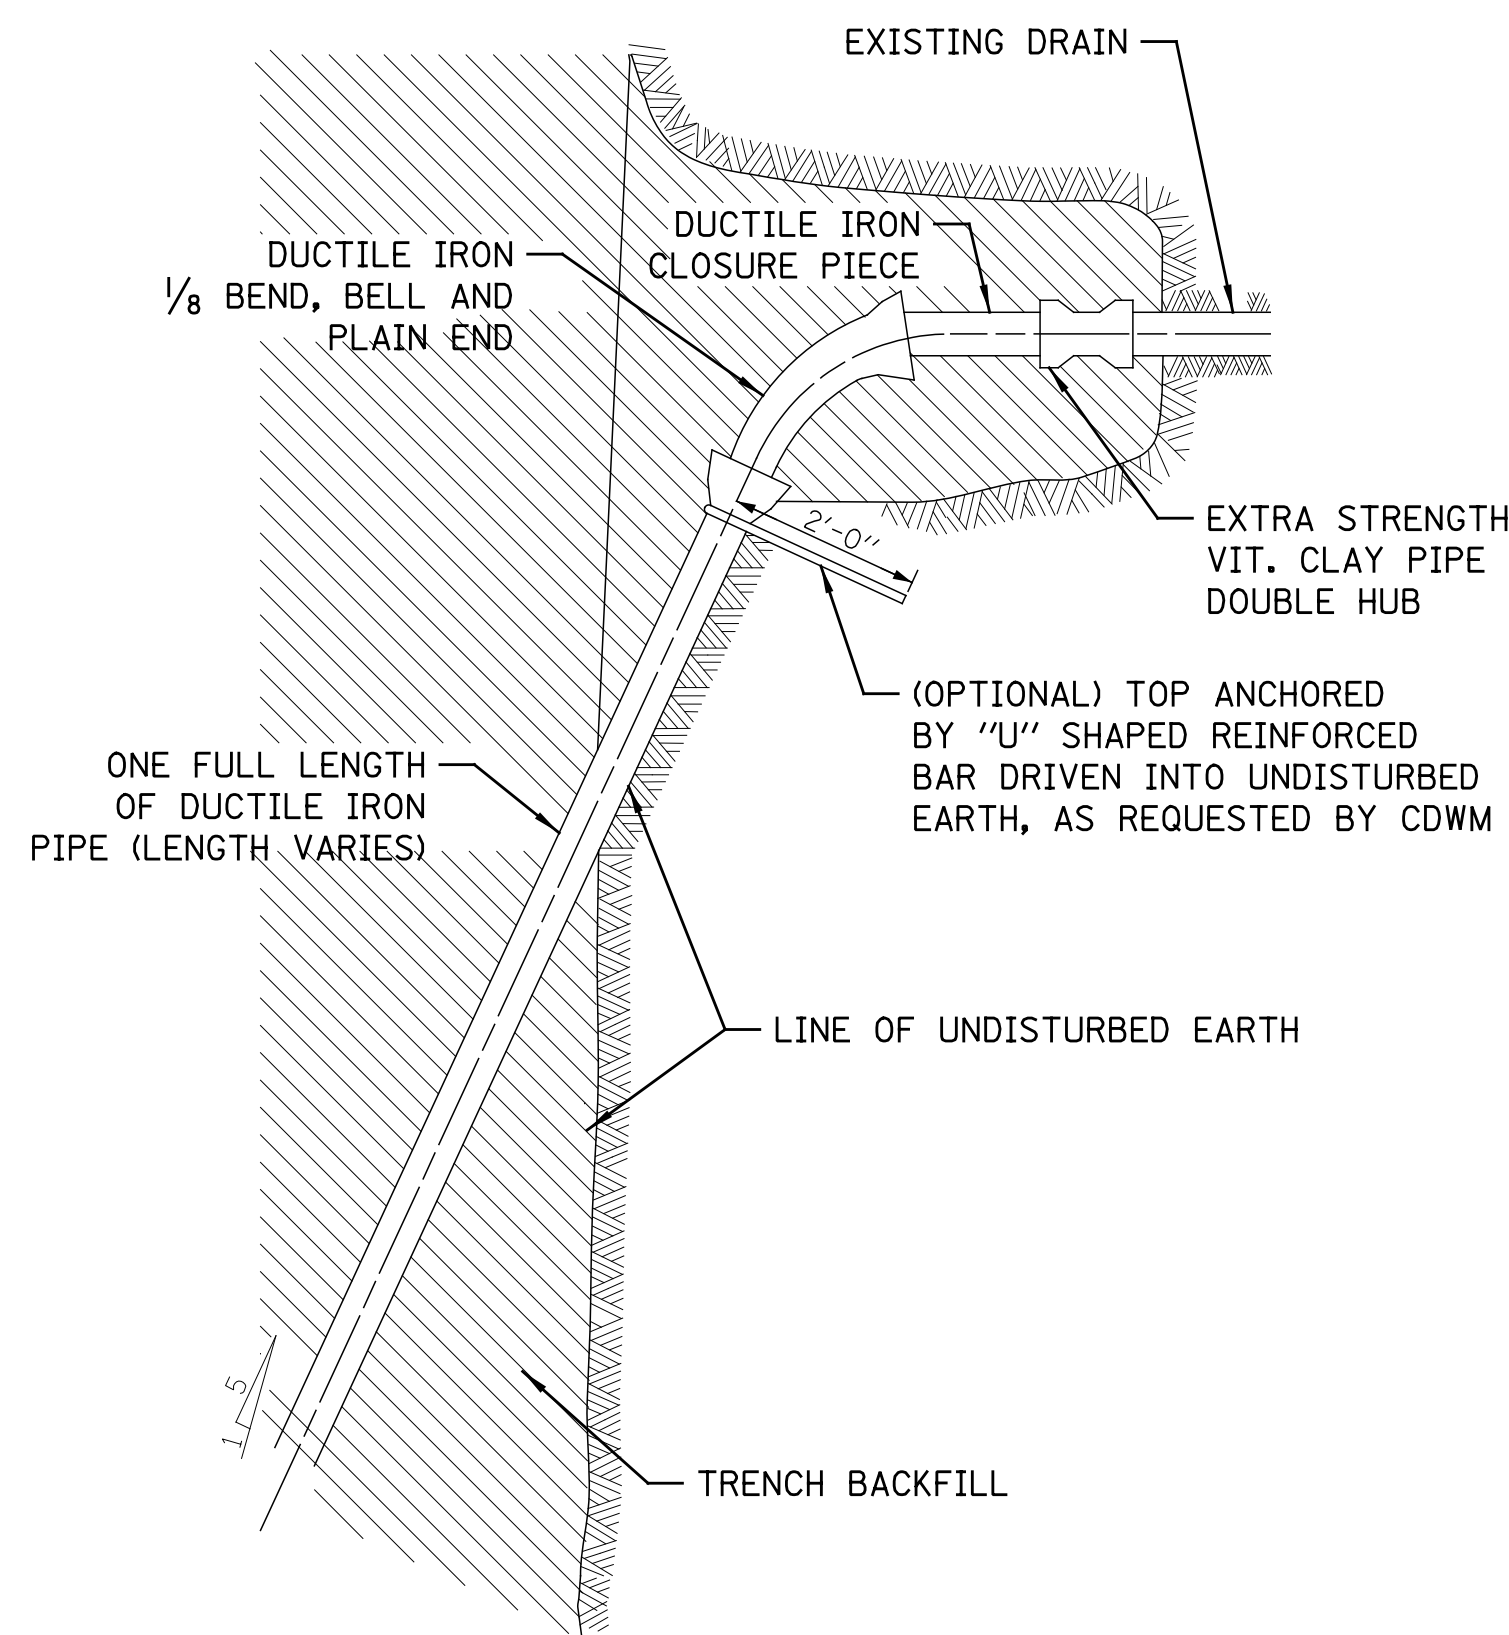 EXISTING DRAIN
DUCTILE IRON
CLOSURE PIECE
DUCTILE IRON
1/8 BEND, BELL AND
PLAIN END
2'-0"
EXTRA STRENGTH
VIT. CLAY PIPE
DOUBLE HUB
(OPTIONAL) TOP ANCHORED
BY "U" SHAPED REINFORCED
BAR DRIVEN INTO UNDISTURBED
EARTH, AS REQUESTED BY CDWM
ONE FULL LENGTH
OF DUCTILE IRON
PIPE (LENGTH VARIES)
LINE OF UNDISTURBED EARTH
5
1
TRENCH BACKFILL